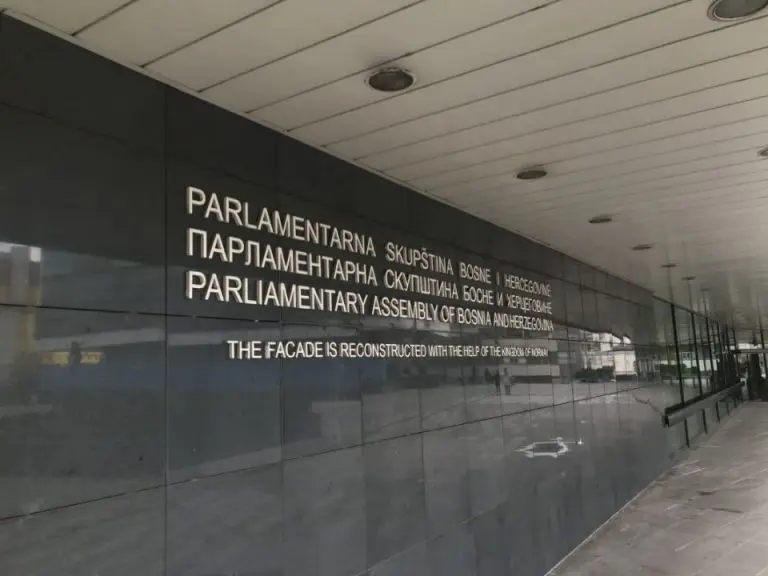 PARLAMENTARNA SKUPŠTINA BOSNE I HERCEGOVINE
ПАРЛАМЕНТАРНА СКУПШТИНА БОСНЕ И ХЕРЦЕГОВИНЕ
PARLIAMENTARY ASSEMBLY OF BOSNIA AND HERZEGOVINA
THE FACADE IS RECONSTRUCTED WITH THE HELP OF THE KINGDOM OF NORWAY